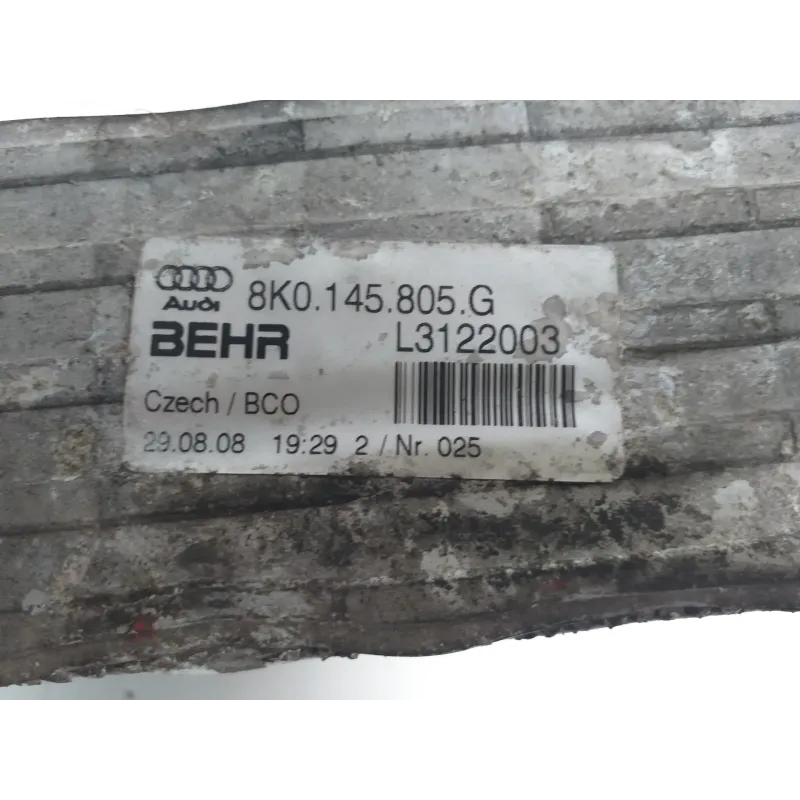 Audi 8K0.145.805.G
BEHR L3122003
Czech / BCO
29.08.08 19:29 2 / Nr. 025